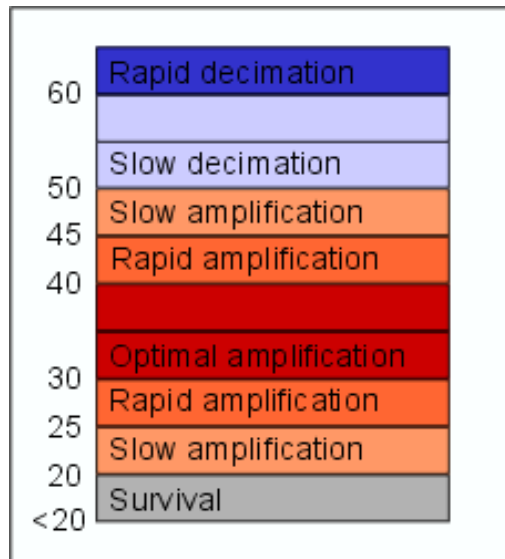 Rapid decimation
60
Slow decimation
50
Slow amplification
45
Rapid amplification
40
Optimal amplification
30
Rapid amplification
25
Slow amplification
20
Survival
<20